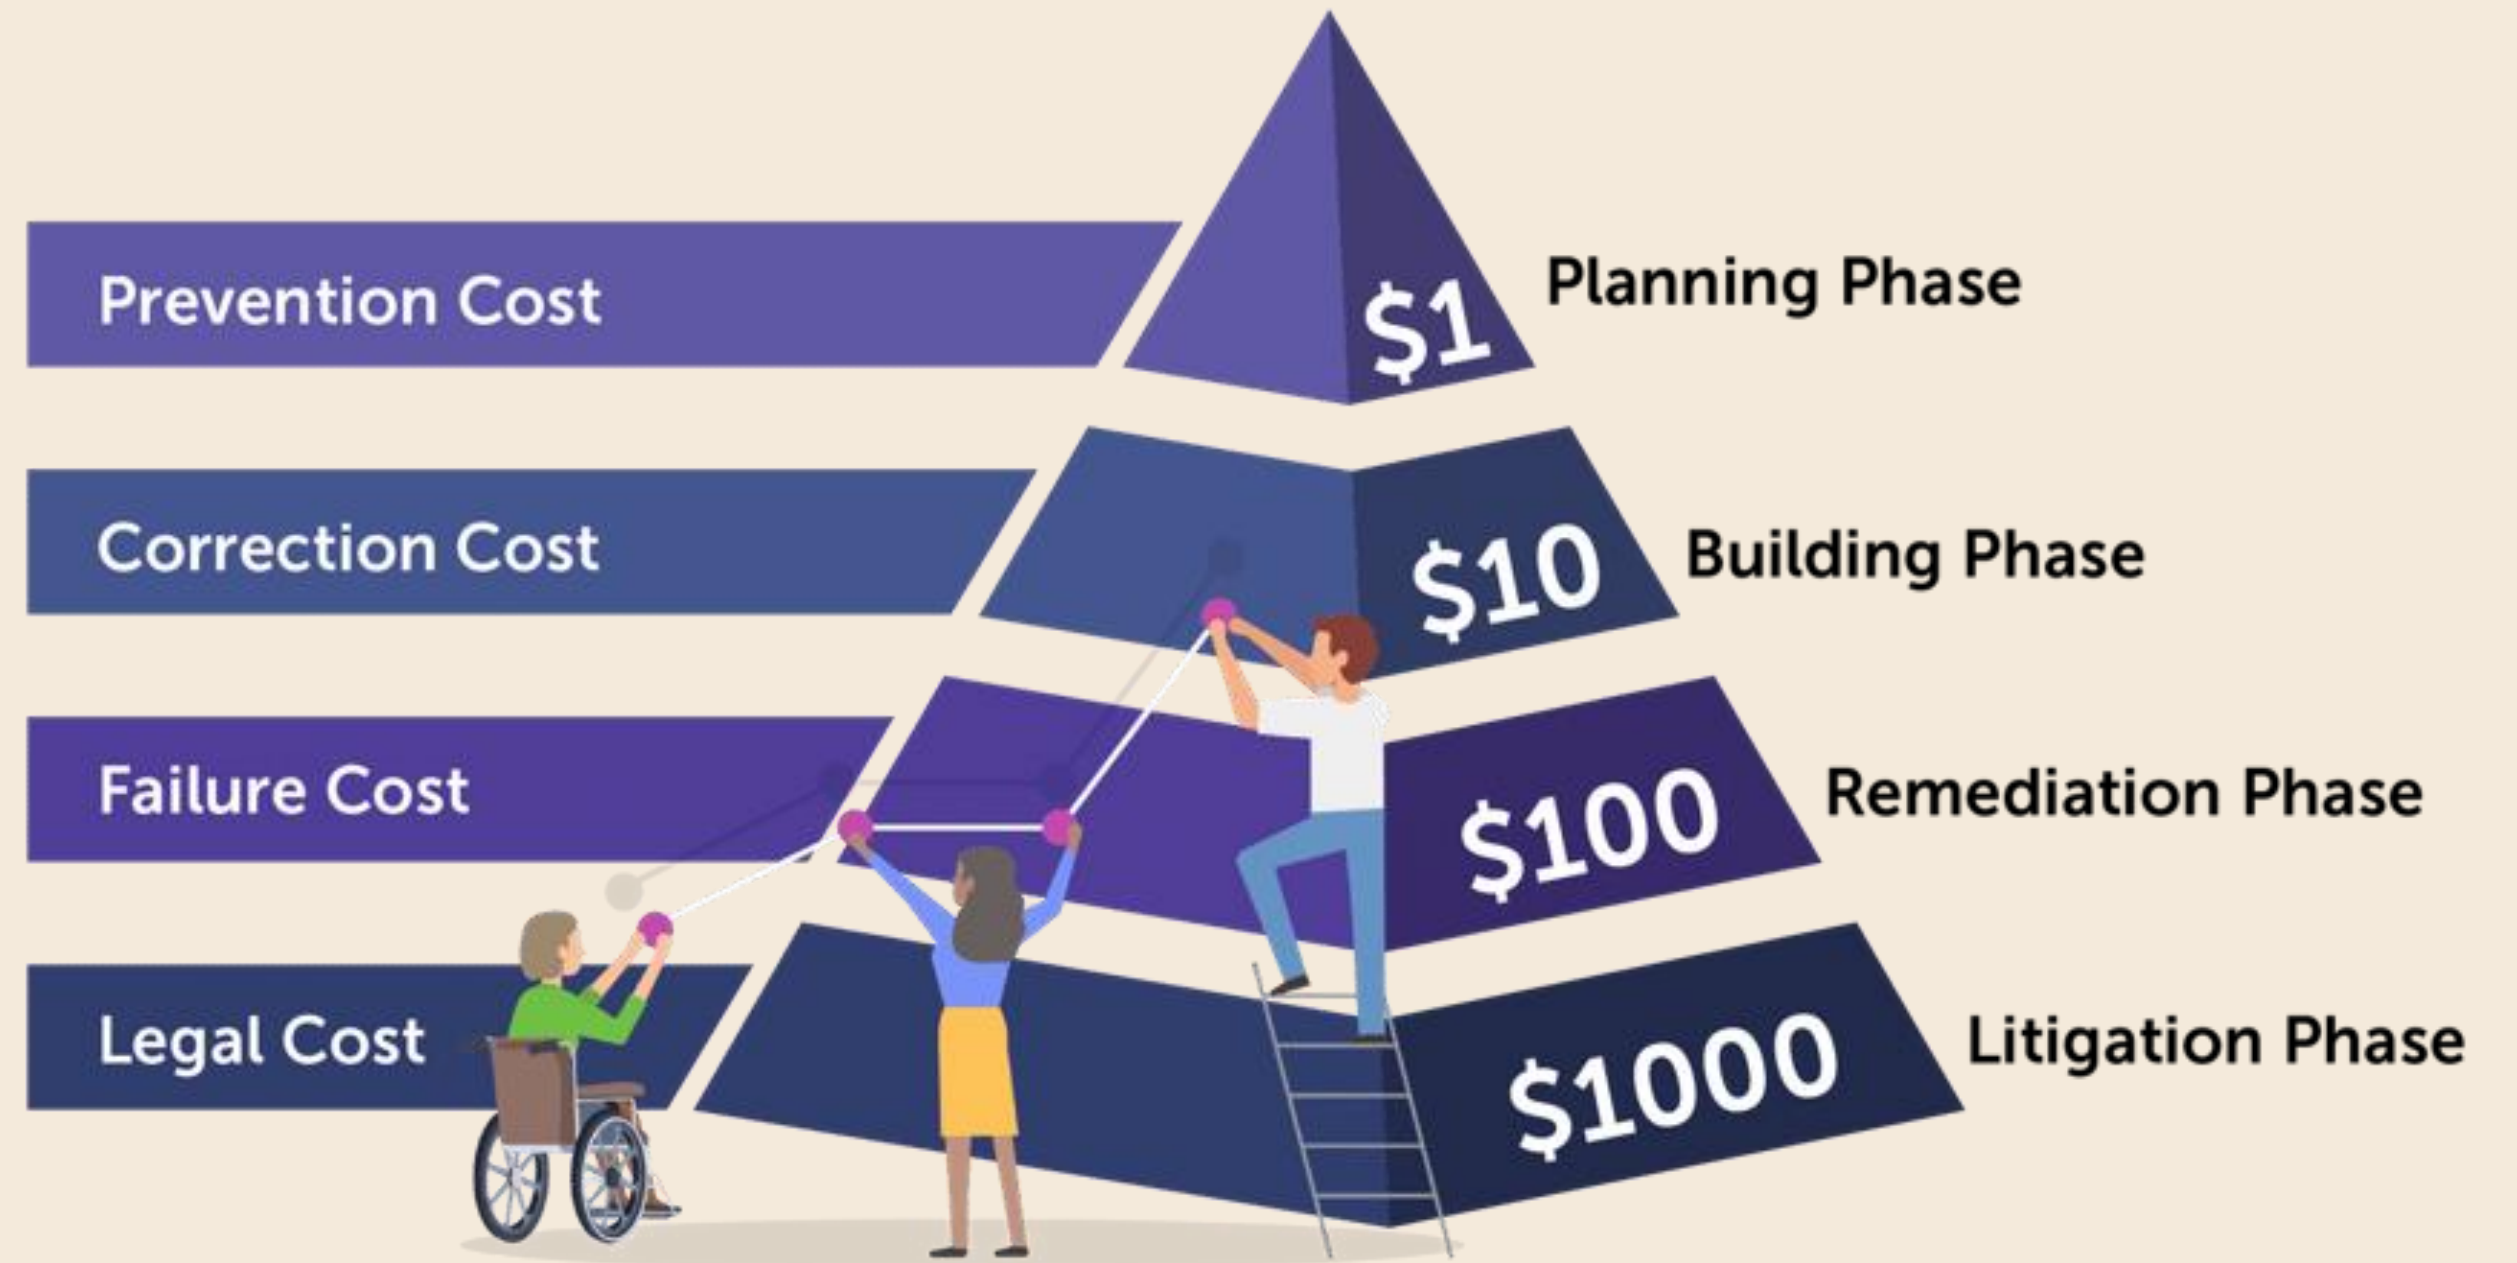 Prevention Cost
$1
Planning Phase
Correction Cost
$10
Building Phase
Failure Cost
$100
Remediation Phase
Legal Cost
$1000
Litigation Phase